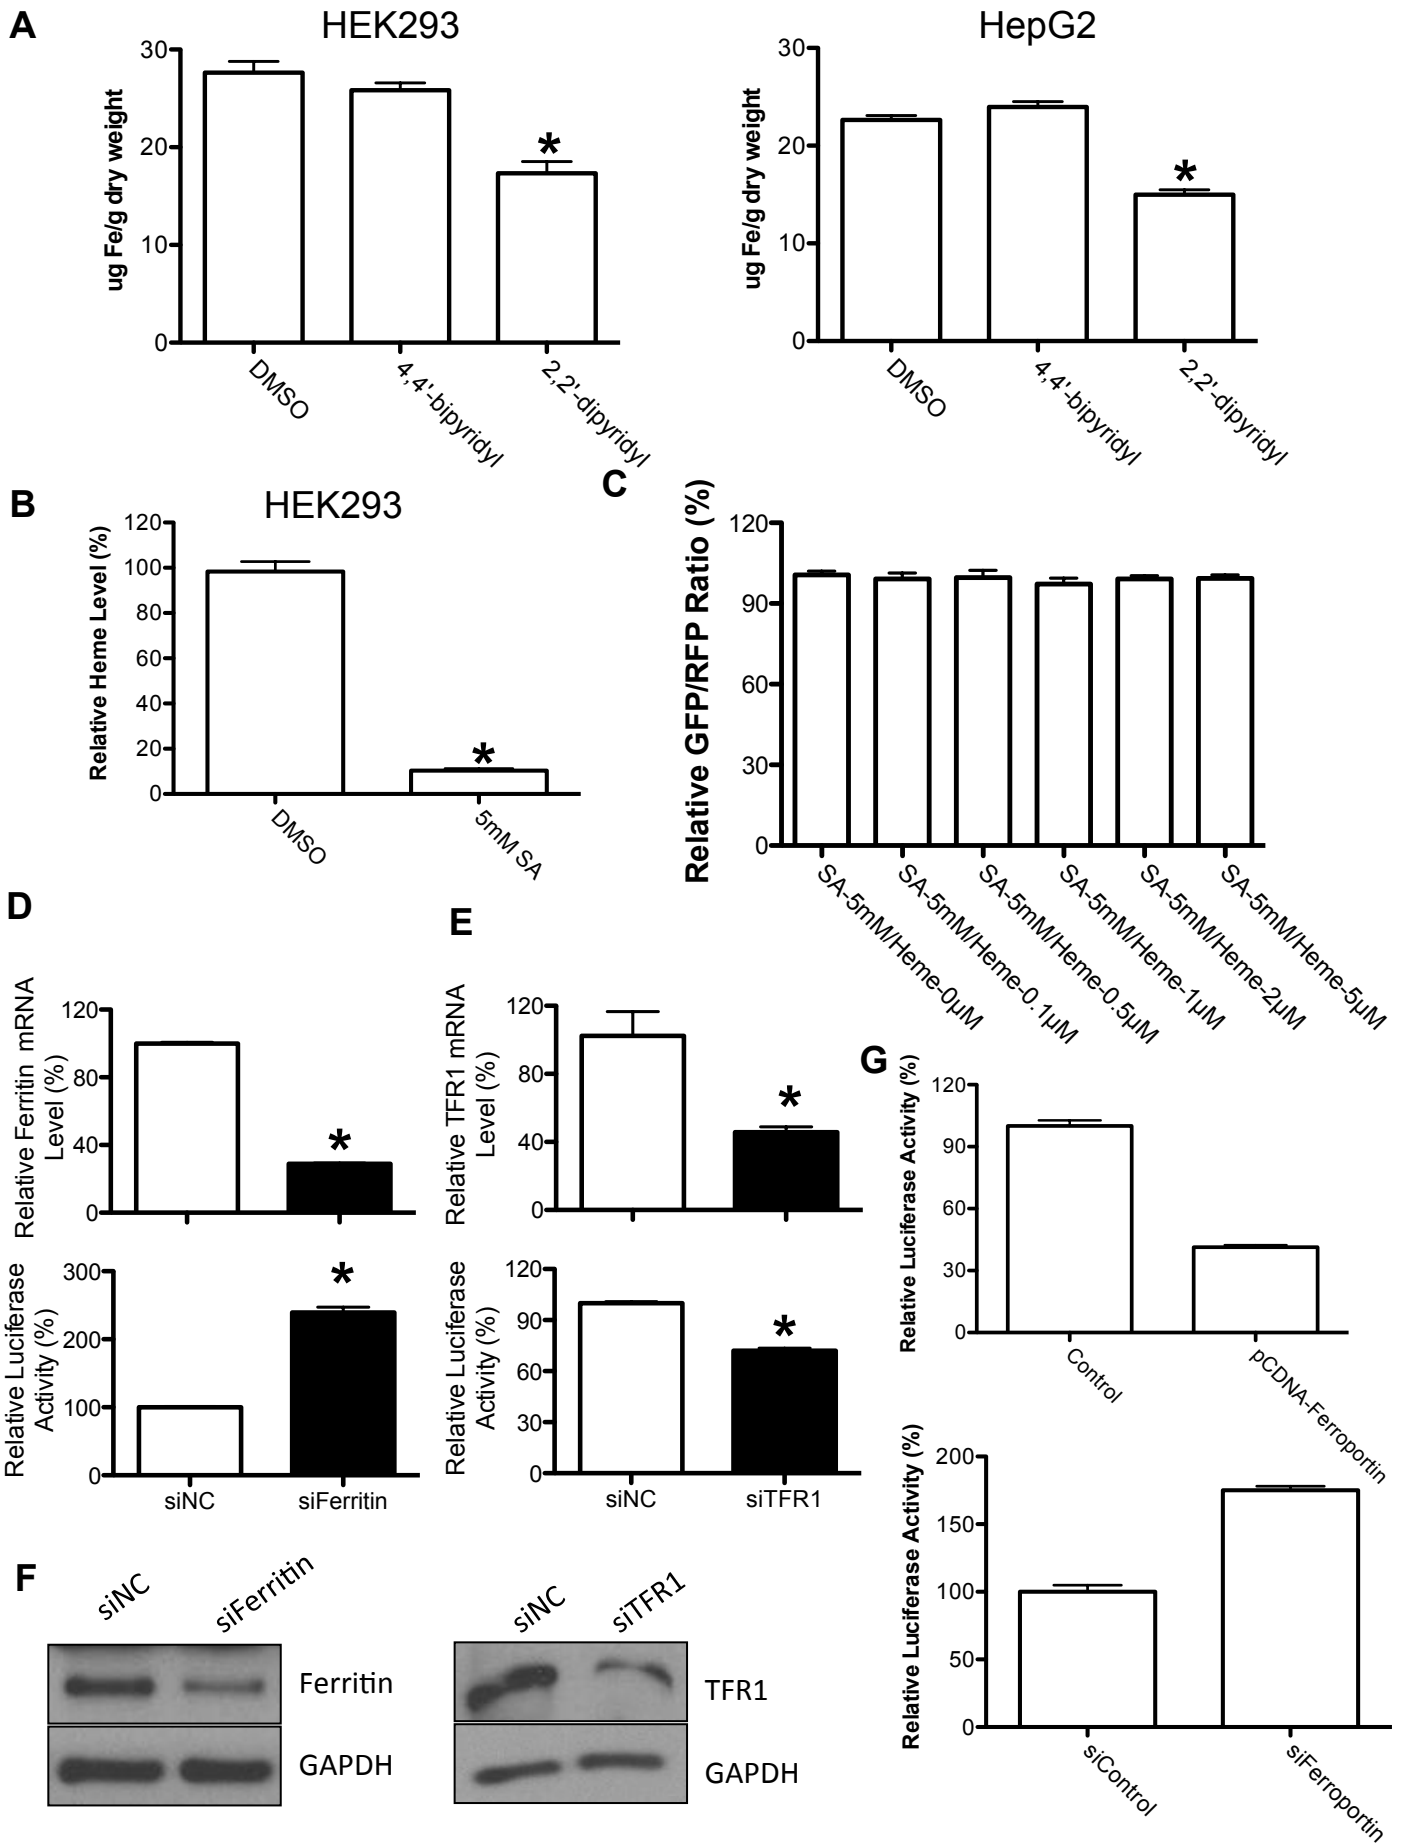 A
HEK293
ug Fe/g dry weight
30
20
10
0
*
DMSO
4,4'-bipyridyl
2,2'-dipyridyl
HepG2
ug Fe/g dry weight
30
20
10
0
*
DMSO
4,4'-bipyridyl
2,2'-dipyridyl
B
HEK293
Relative Heme Level (%)
120
100
80
60
40
20
0
*
DMSO
5mM SA
C
Relative GFP/RFP Ratio (%)
120
90
60
30
0
SA-5mM/Heme-0µM
SA-5mM/Heme-0.1µM
SA-5mM/Heme-0.5µM
SA-5mM/Heme-1µM
SA-5mM/Heme-2µM
SA-5mM/Heme-5µM
D
Relative Ferritin mRNA
Level (%)
120
80
40
0
*
Relative Luciferase
Activity (%)
300
200
100
0
*
siNC
siFerritin
E
Relative TFR1 mRNA
Level (%)
120
80
40
0
*
Relative Luciferase
Activity (%)
120
90
60
30
0
*
siNC
siTFR1
F
siNC
siFerritin
Ferritin
GAPDH
siNC
siTFR1
TFR1
GAPDH
G
Relative Luciferase Activity (%)
120
90
60
30
0
Control
pCDNA-Ferroportin
Relative Luciferase Activity (%)
200
150
100
50
0
siControl
siFerroportin